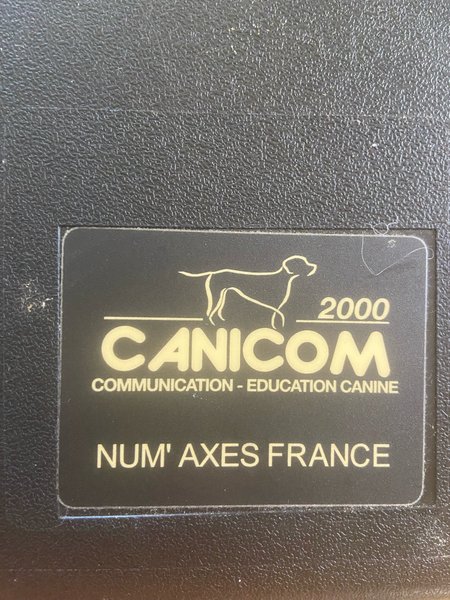 2000
CANICOM
COMMUNICATION - EDUCATION CANINE
NUM' AXES FRANCE